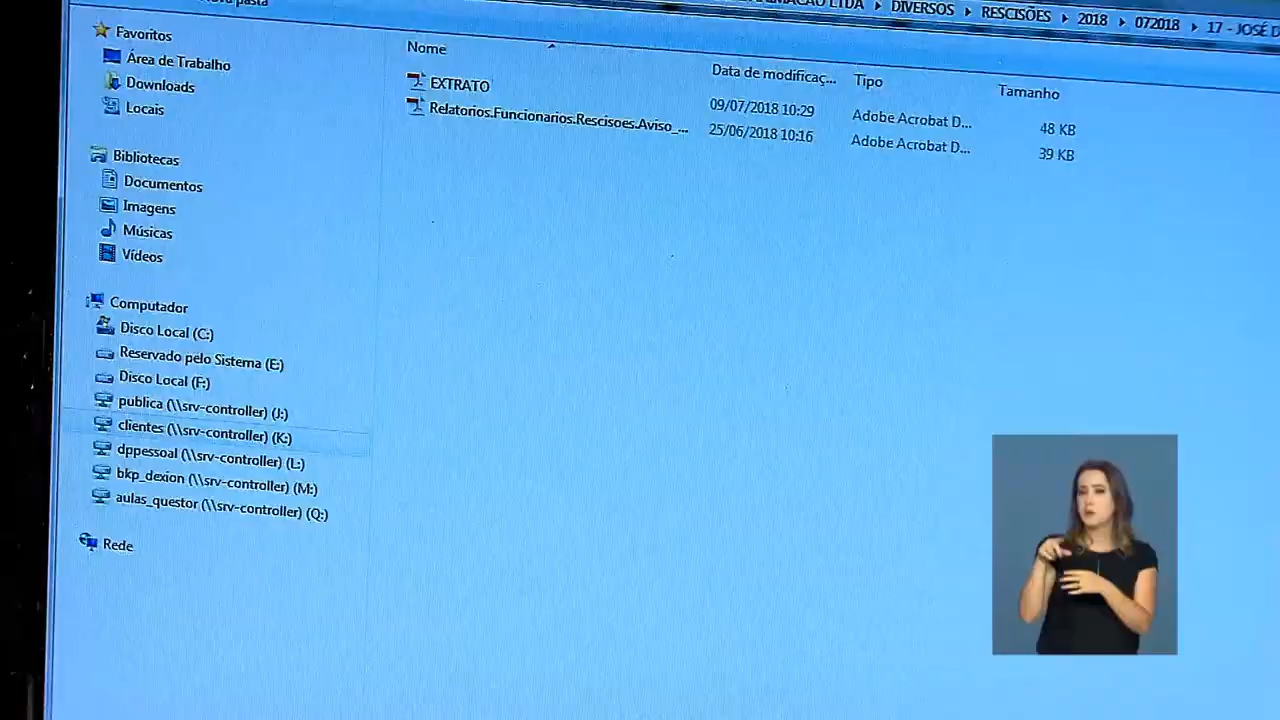 pasta
LTDA ▸ DIVERSOS ▸ RESCISÕES ▸ 2018 ▸ 072018 ▸ 17 - JOSÉ D
Favoritos
Área de Trabalho
Downloads
Locais
Bibliotecas
Documentos
Imagens
Músicas
Vídeos
Computador
Disco Local (C:)
Reservado pelo Sistema (E:)
Disco Local (F:)
publica (\\srv-controller) (J:)
clientes (\\srv-controller) (K:)
dppessoal (\\srv-controller) (L:)
bkp_dexion (\\srv-controller) (M:)
aulas_questor (\\srv-controller) (Q:)
Rede
Nome Data de modificaç... Tipo Tamanho
EXTRATO 09/07/2018 10:29 Adobe Acrobat D... 48 KB
Relatorios.Funcionarios.Rescisoes.Aviso_... 25/06/2018 10:16 Adobe Acrobat D... 39 KB